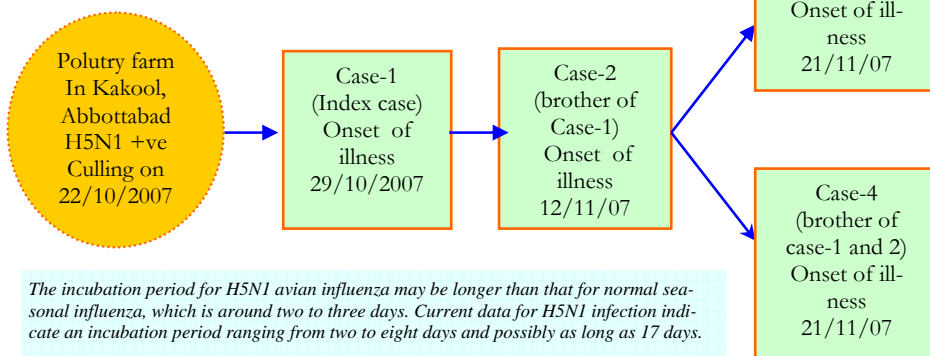 Polutry farm
In Kakool,
Abbottabad
H5N1 +ve
Culling on
22/10/2007
Case-1
(Index case)
Onset of
illness
29/10/2007
Case-2
(brother of
Case-1)
Onset of
illness
12/11/07
Onset of ill-
ness
21/11/07
Case-4
(brother of
case-1 and 2)
Onset of ill-
ness
21/11/07
The incubation period for H5N1 avian influenza may be longer than that for normal sea-
sonal influenza, which is around two to three days. Current data for H5N1 infection indi-
cate an incubation period ranging from two to eight days and possibly as long as 17 days.